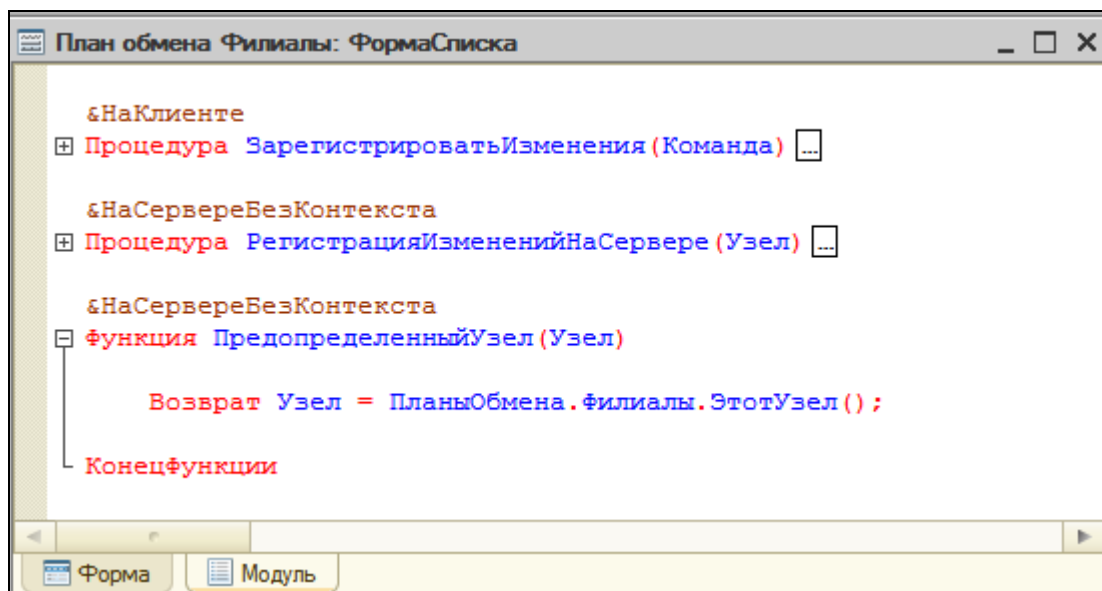 План обмена Филиалы: ФормаСписка
&НаКлиенте
Процедура ЗарегистрироватьИзменения(Команда) ...
&НаСервереБезКонтекста
Процедура РегистрацияИзмененийНаСервере(Узел) ...
&НаСервереБезКонтекста
Функция ПредопределенныйУзел(Узел)
Возврат Узел = ПланыОбмена.Филиалы.ЭтотУзел();
КонецФункции
Форма
Модуль